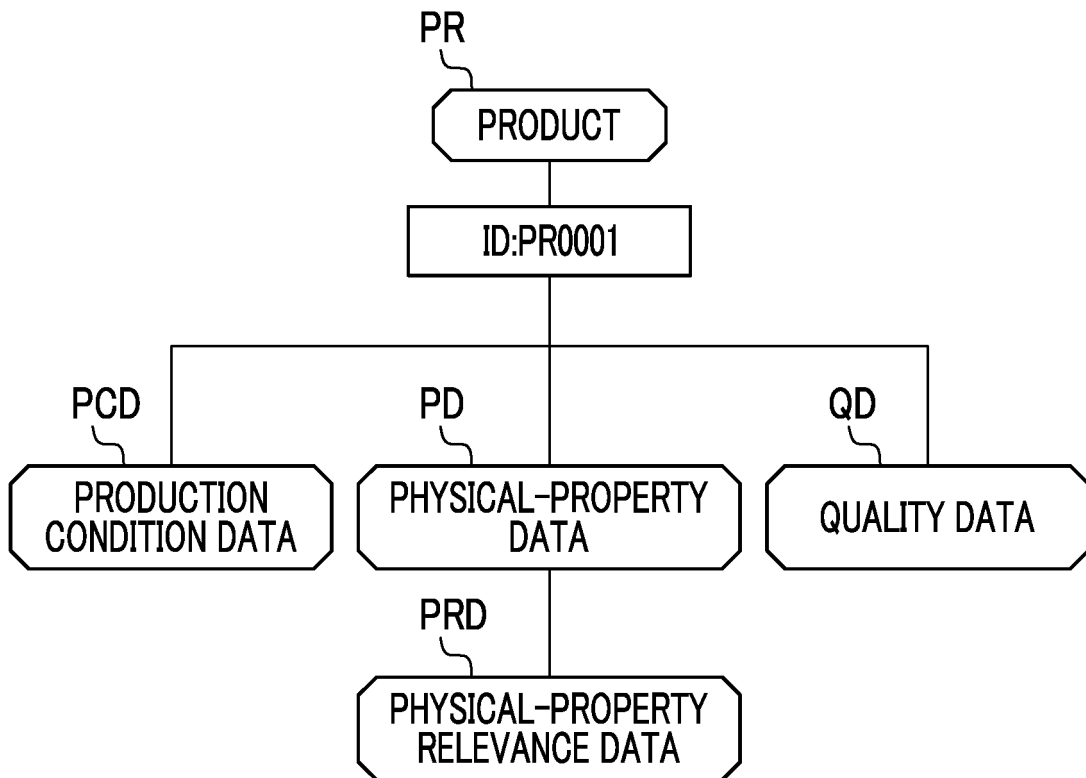 PR
PRODUCT
ID:PR0001
PCD
PD
QD
PRODUCTION
CONDITION DATA
PHYSICAL-PROPERTY
DATA
QUALITY DATA
PRD
PHYSICAL-PROPERTY
RELEVANCE DATA